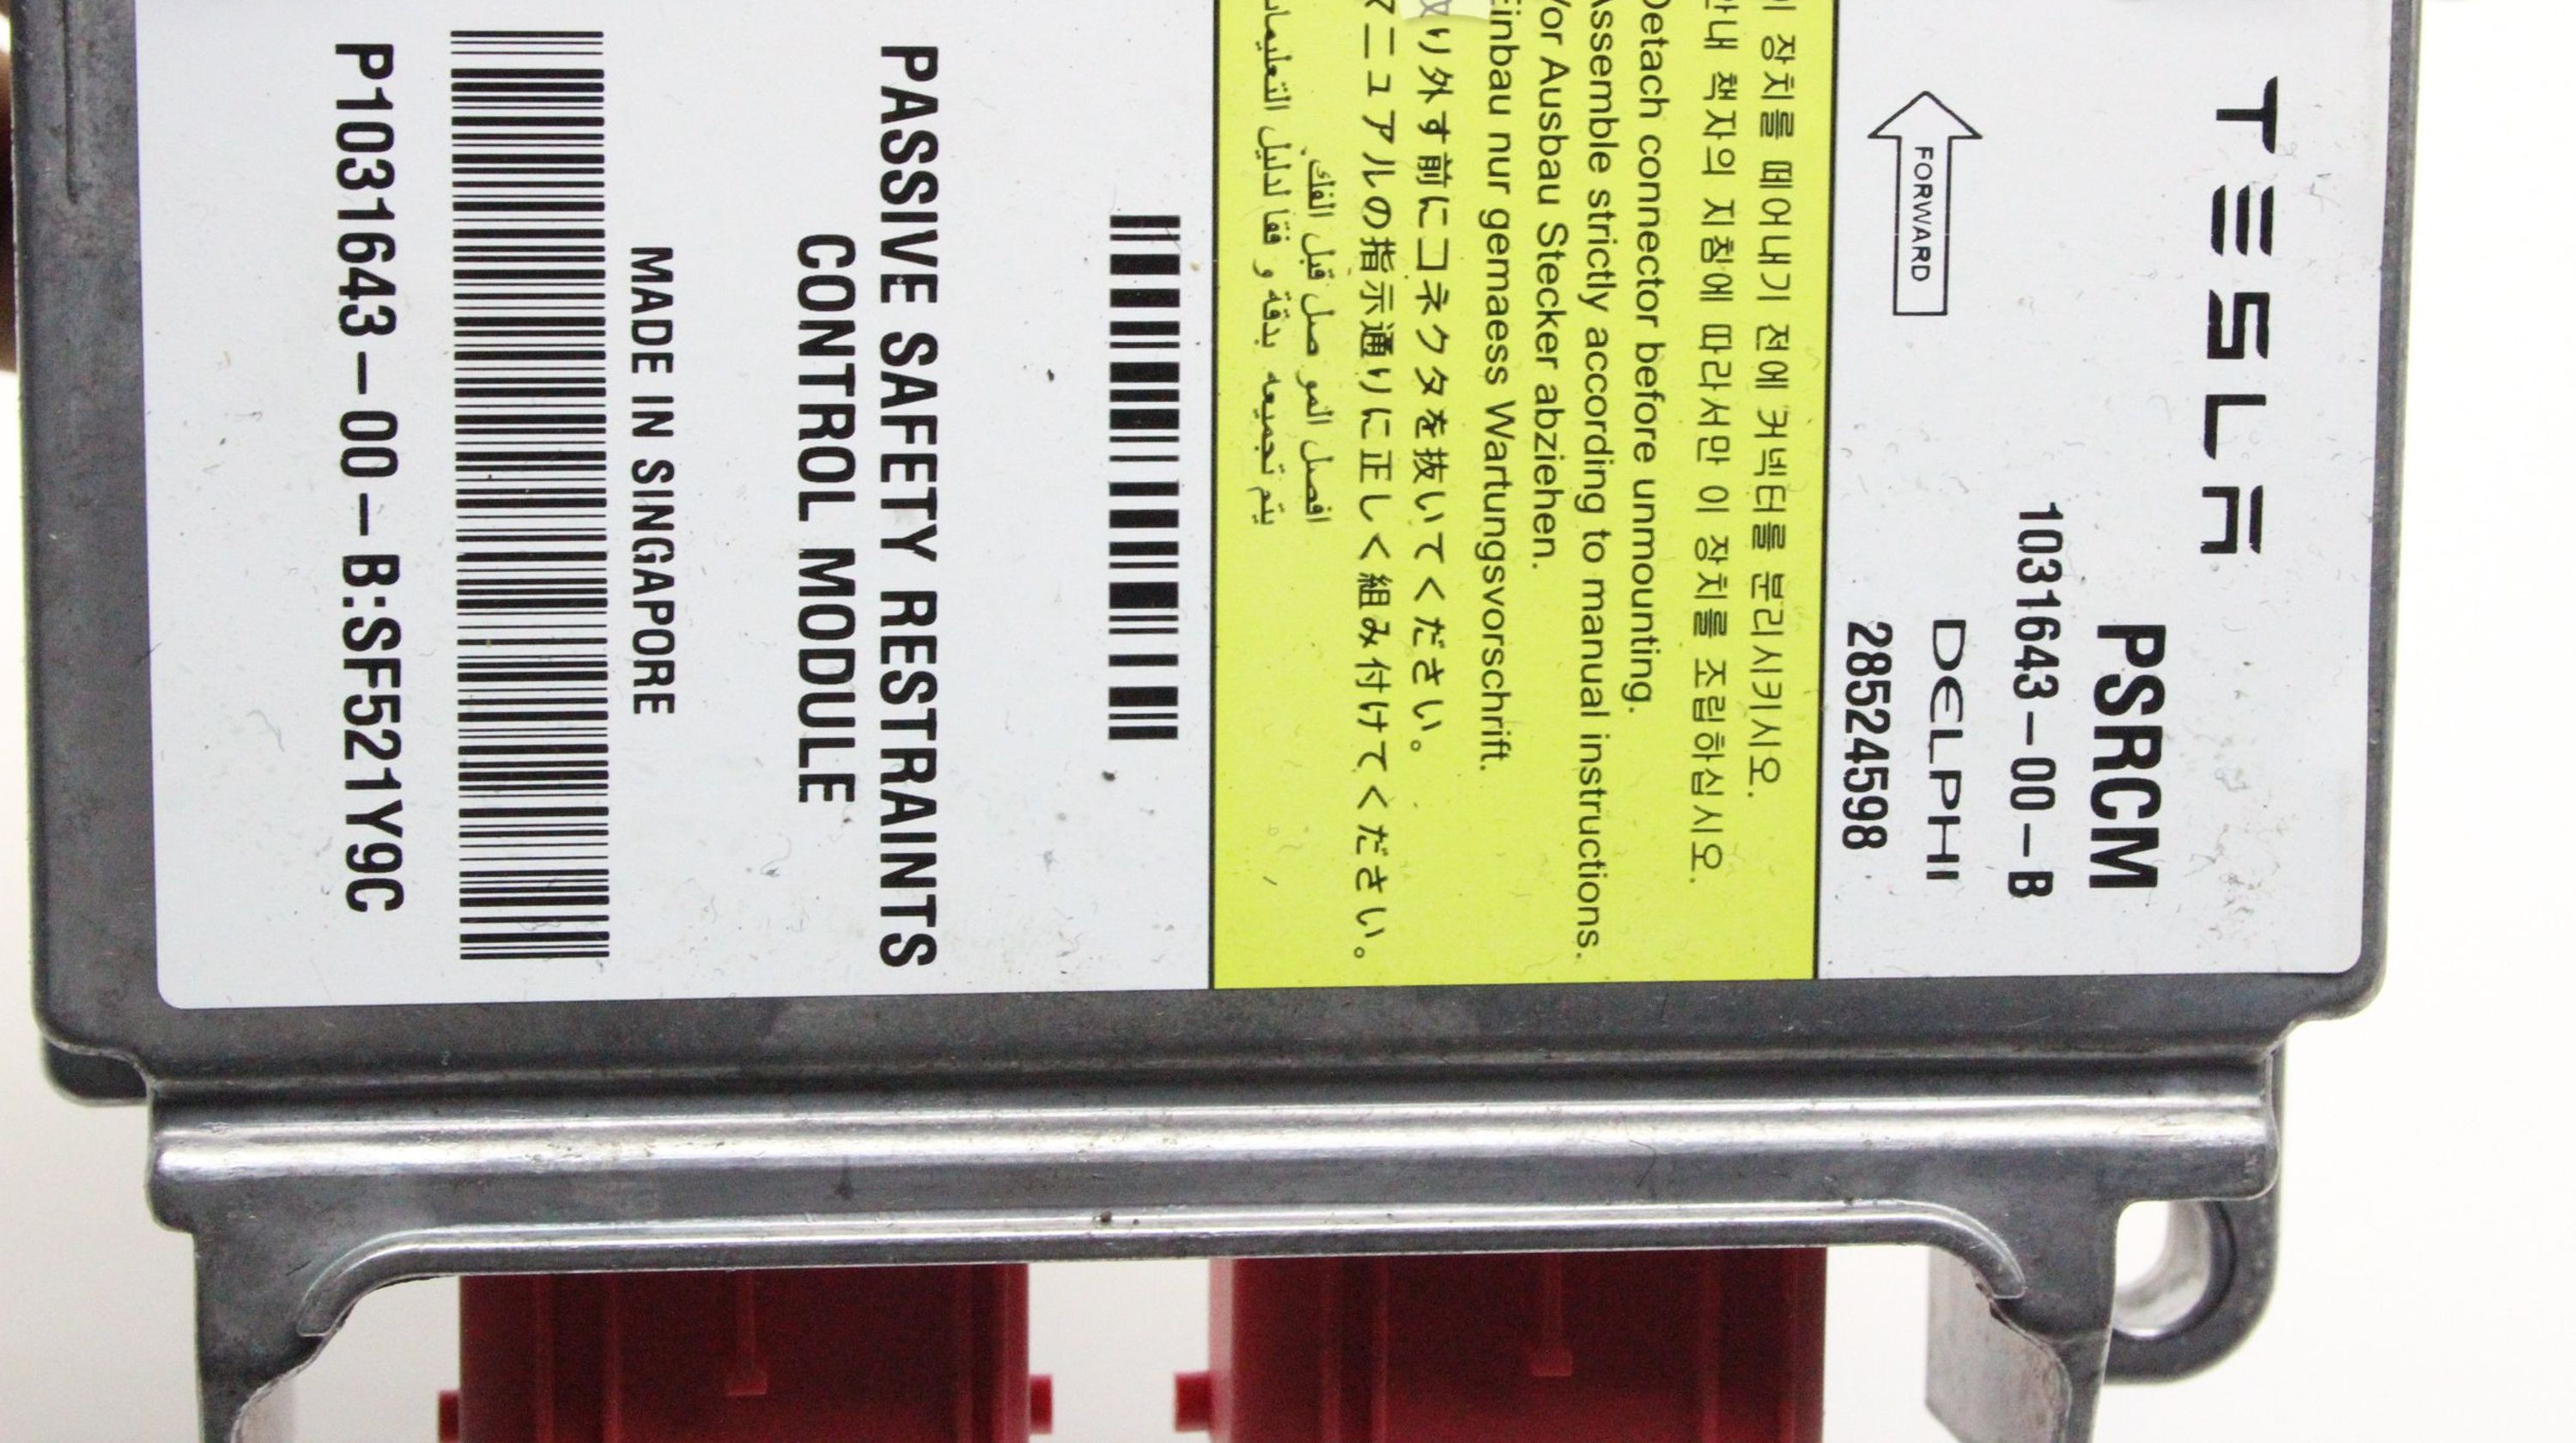 TESLA
PSRCM
1031643-00-B
DELPHI
28524598
FORWARD
장치를 떼어내기 전에 커넥터를 분리시키시오.
책자의 지침에 따라서만 이 장치를 조립하십시오.
Detach connector before unmounting.
Assemble strictly according to manual instructions.
Vor Ausbau Stecker abziehen.
Einbau nur gemaess Wartungsvorschrift.
り外す前にコネクタを抜いてください。
マニュアルの指示通りに正しく組み付けてください。
افصل المو صل قبل الفك.
يتم تجميعه بدقة و فقا لدليل التعليمات
PASSIVE SAFETY RESTRAINTS
CONTROL MODULE
MADE IN SINGAPORE
P1031643-00-B:SF521Y9C